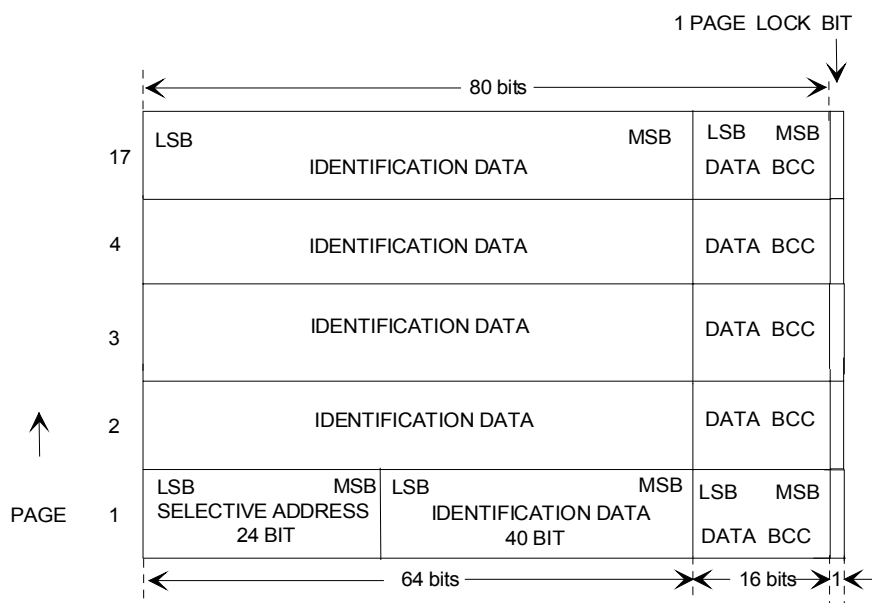 1 PAGE LOCK BIT
80 bits
17 LSB MSB LSB MSB
IDENTIFICATION DATA DATA BCC
4 IDENTIFICATION DATA DATA BCC
3 IDENTIFICATION DATA DATA BCC
2 IDENTIFICATION DATA DATA BCC
LSB MSB LSB MSB LSB MSB
PAGE 1 SELECTIVE ADDRESS IDENTIFICATION DATA
24 BIT 40 BIT DATA BCC
64 bits 16 bits 1